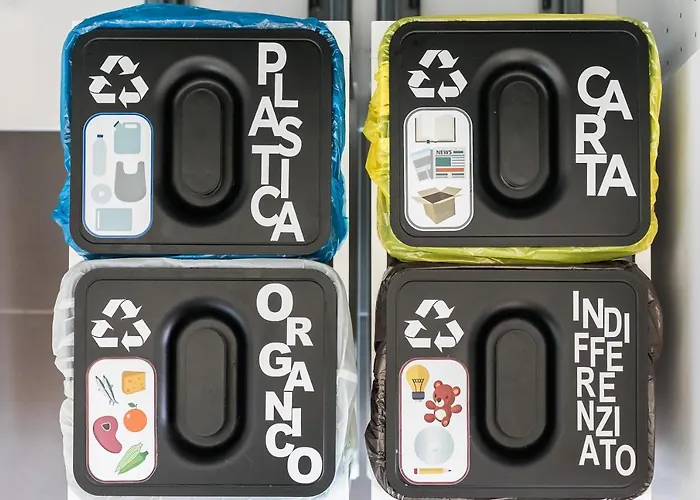 PLASTICA
CARTA
NEWS
ORGANICO
INDIFFERENZIATO